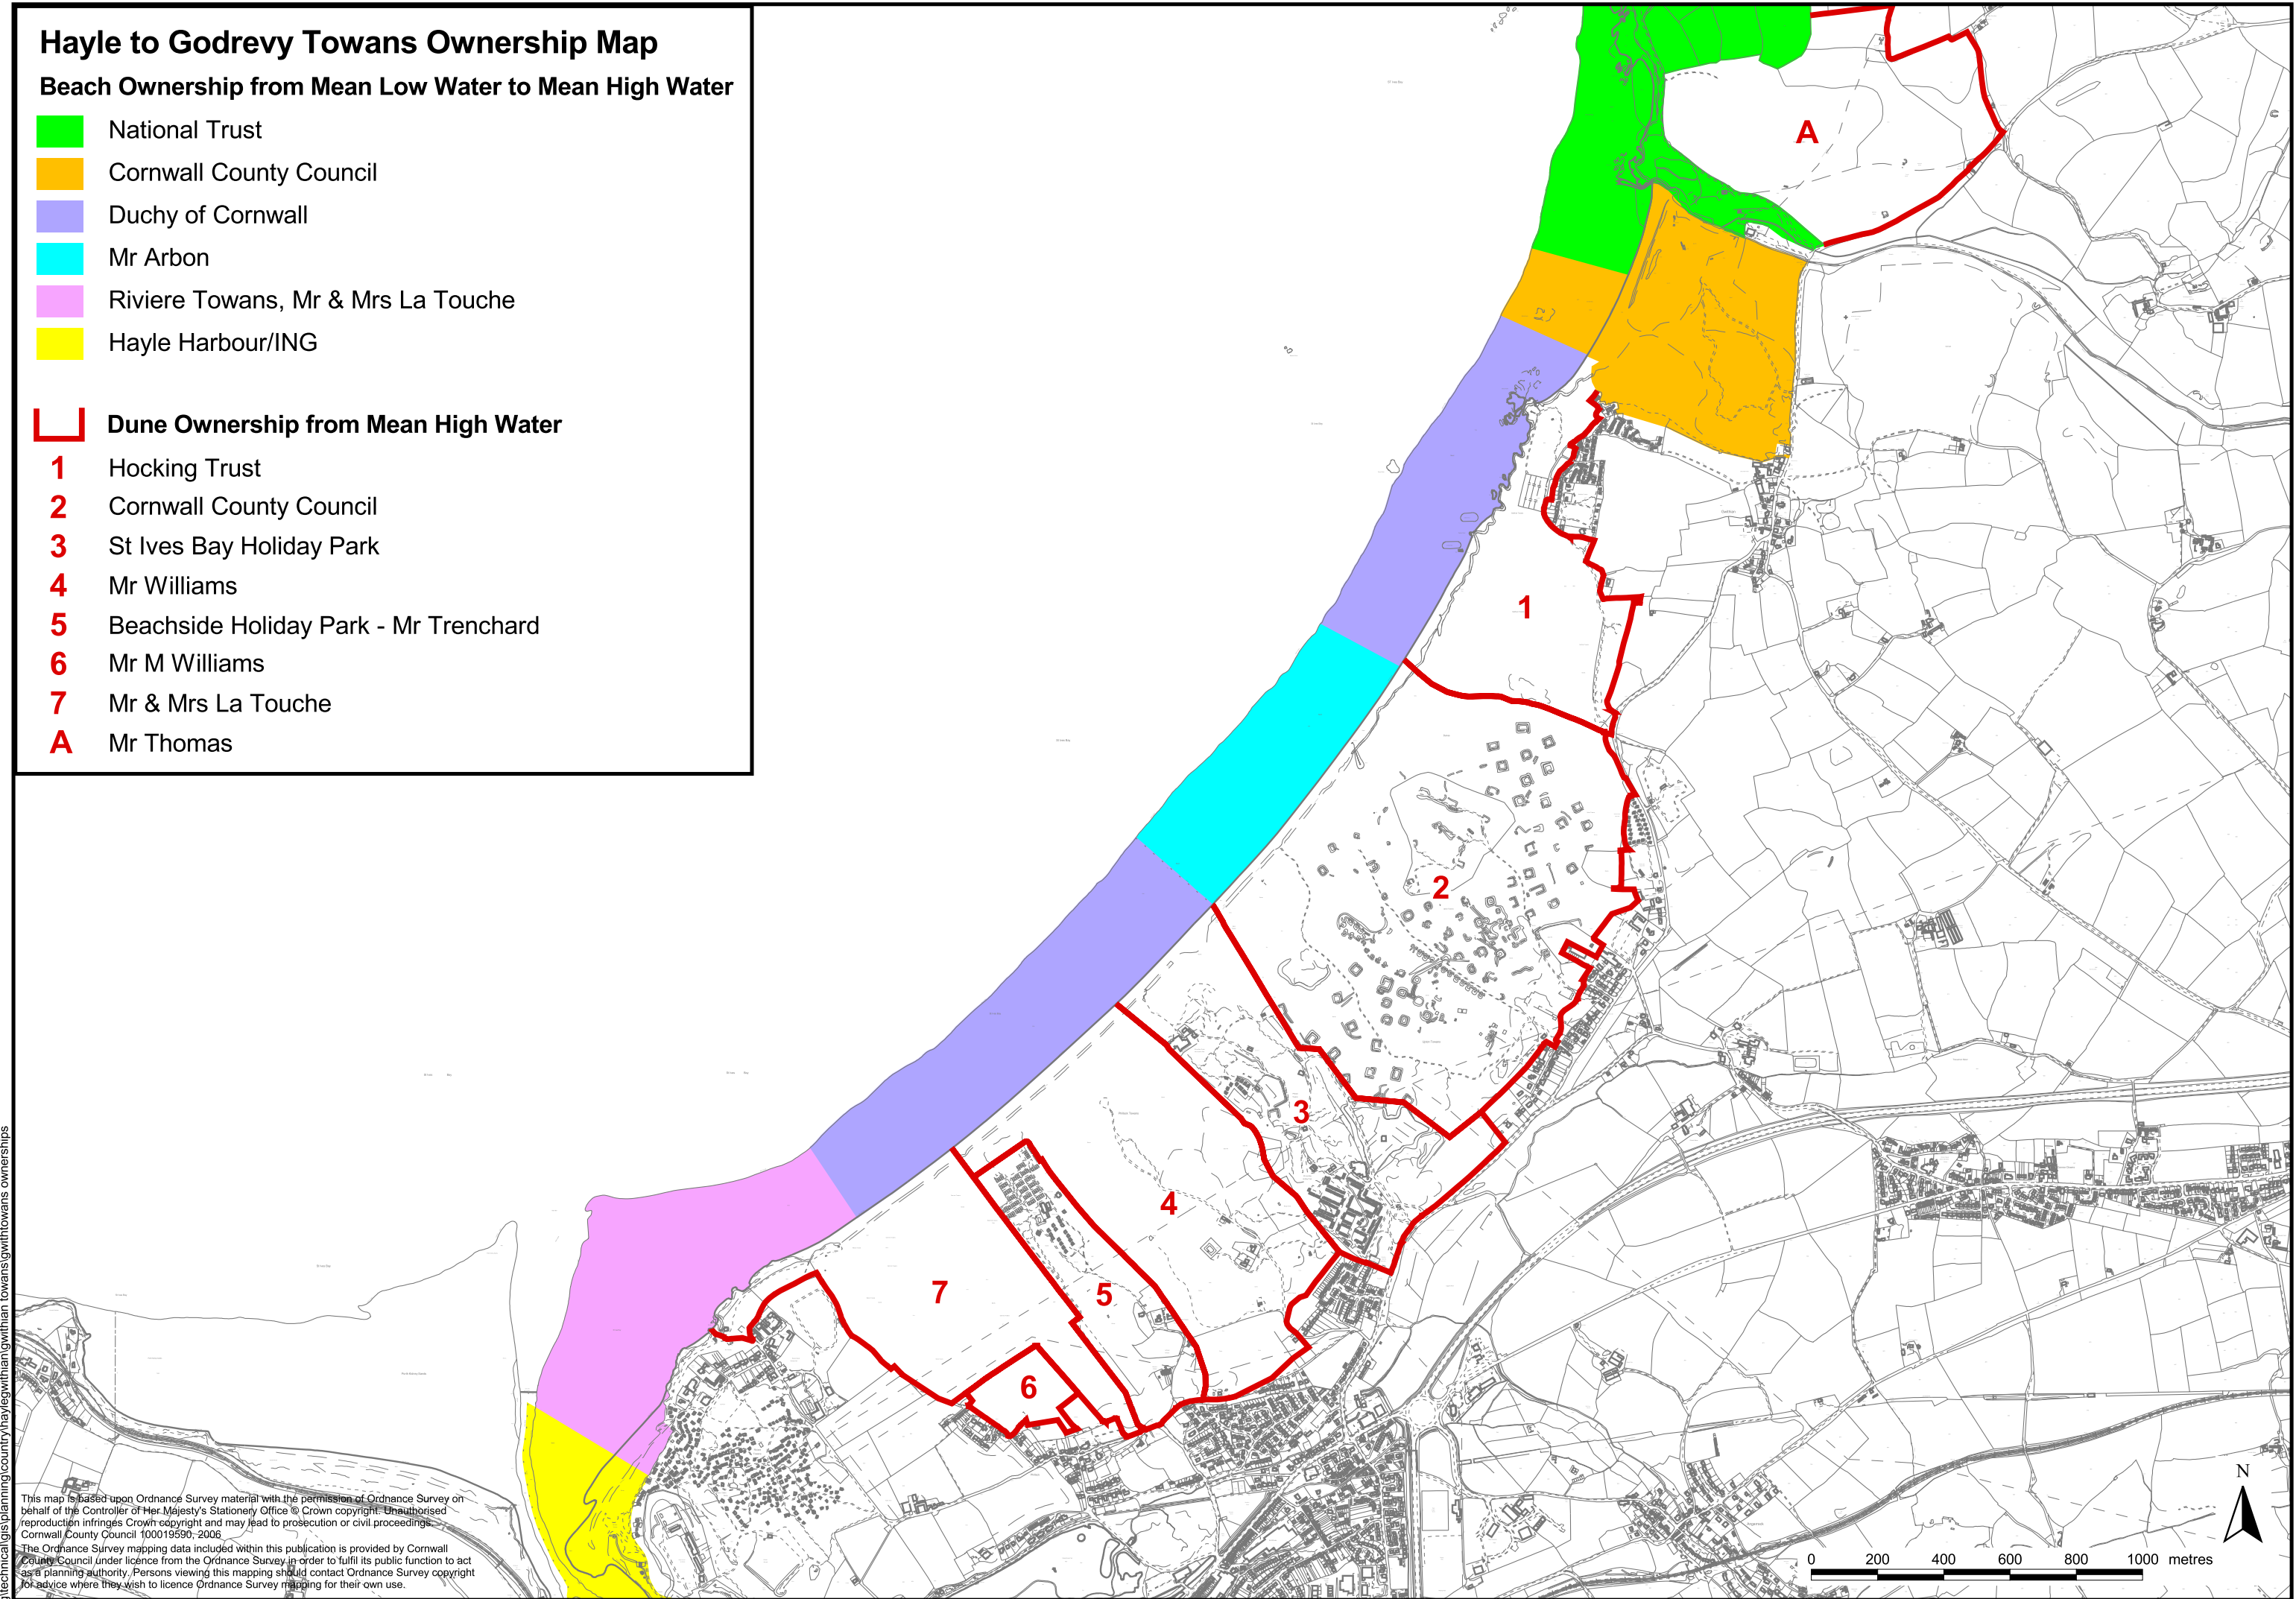 Hayle to Godrevy Towans Ownership Map
Beach Ownership from Mean Low Water to Mean High Water
National Trust
Cornwall County Council
Duchy of Cornwall
Mr Arbon
Riviere Towans, Mr & Mrs La Touche
Hayle Harbour/ING
Dune Ownership from Mean High Water
1 Hocking Trust
2 Cornwall County Council
3 St Ives Bay Holiday Park
4 Mr Williams
5 Beachside Holiday Park - Mr Trenchard
6 Mr M Williams
7 Mr & Mrs La Touche
A Mr Thomas
A
1
2
3
4
7
5
6
This map is based upon Ordnance Survey material with the permission of Ordnance Survey on
behalf of the Controller of Her Majesty's Stationery Office © Crown copyright. Unauthorised
reproduction infringes Crown copyright and may lead to prosecution or civil proceedings.
Cornwall County Council 100019590, 2006
The Ordnance Survey mapping data included within this publication is provided by Cornwall
County Council under licence from the Ordnance Survey in order to fulfil its public function to act
as a planning authority. Persons viewing this mapping should contact Ordnance Survey copyright
for advice where they wish to licence Ordnance Survey mapping for their own use.
\technical\gis\planning\country\haylegwithian\gwithian towans\gwithtowans ownerships
N
0 200 400 600 800 1000 metres